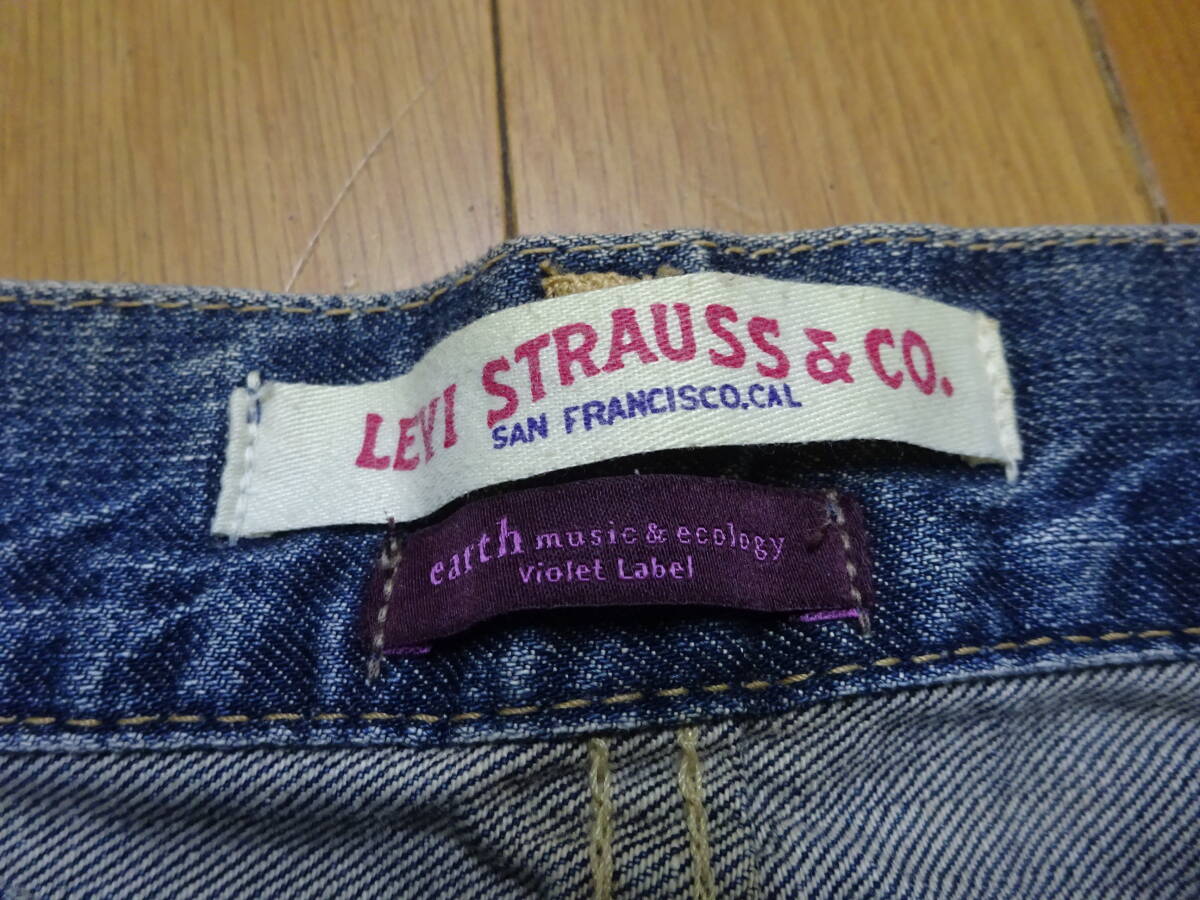 LEVI STRAUSS & CO.
SAN FRANCISCO,CAL
earth music & ecology
Violet Label